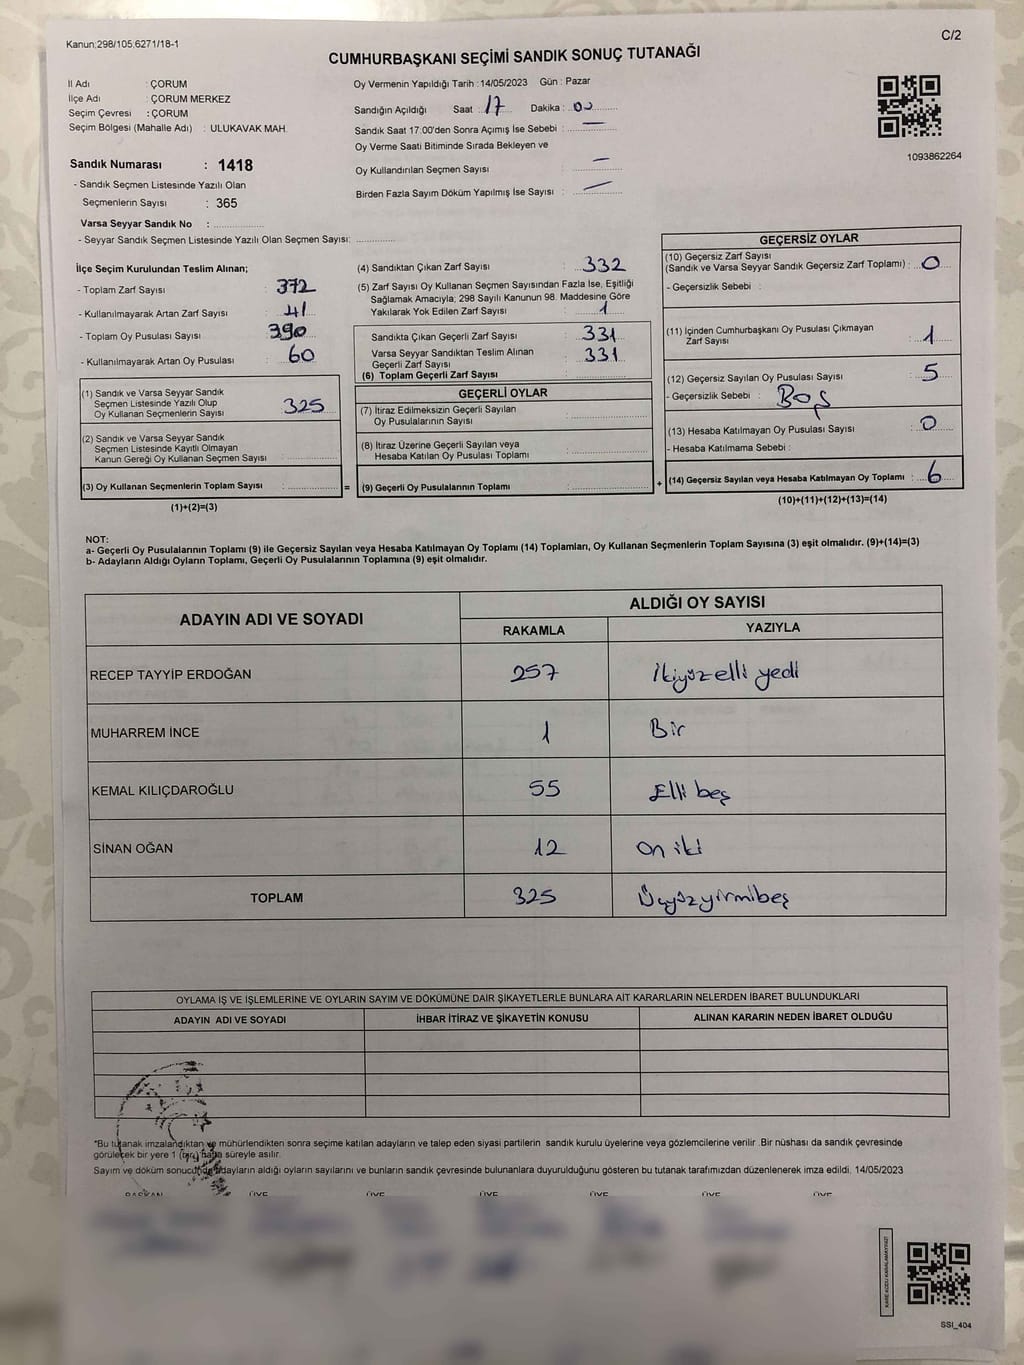 Kanun;298/105,6271/18-1
C/2
CUMHURBAŞKANI SEÇİMİ SANDIK SONUÇ TUTANAĞI
İl Adı : ÇORUM
İlçe Adı : ÇORUM MERKEZ
Seçim Çevresi : ÇORUM
Seçim Bölgesi (Mahalle Adı) : ULUKAVAK MAH.
Sandık Numarası : 1418
- Sandık Seçmen Listesinde Yazılı Olan
Seçmenlerin Sayısı : 365
Varsa Seyyar Sandık No :
- Seyyar Sandık Seçmen Listesinde Yazılı Olan Seçmen Sayısı:
Oy Vermenin Yapıldığı Tarih : 14/05/2023 Gün : Pazar
Sandığın Açıldığı Saat : 17 Dakika : 00
Sandık Saat 17:00'den Sonra Açımış İse Sebebi : —
Oy Verme Saati Bitiminde Sırada Bekleyen ve
Oy Kullandırılan Seçmen Sayısı : —
Birden Fazla Sayım Döküm Yapılmış İse Sayısı : —
1093862264
İlçe Seçim Kurulundan Teslim Alınan;
- Toplam Zarf Sayısı : 372
- Kullanılmayarak Artan Zarf Sayısı : 41
- Toplam Oy Pusulası Sayısı : 390
- Kullanılmayarak Artan Oy Pusulası : 60
(1) Sandık ve Varsa Seyyar Sandık
Seçmen Listesinde Yazılı Olup
Oy Kullanan Seçmenlerin Sayısı : 325
(2) Sandık ve Varsa Seyyar Sandık
Seçmen Listesinde Kayıtlı Olmayan
Kanun Gereği Oy Kullanan Seçmen Sayısı :
(3) Oy Kullanan Seçmenlerin Toplam Sayısı : =
(1)+(2)=(3)
(4) Sandıktan Çıkan Zarf Sayısı : 332
(5) Zarf Sayısı Oy Kullanan Seçmen Sayısından Fazla İse, Eşitliği
Sağlamak Amacıyla; 298 Sayılı Kanunun 98. Maddesine Göre
Yakılarak Yok Edilen Zarf Sayısı : 1
Sandıkta Çıkan Geçerli Zarf Sayısı : 331
Varsa Seyyar Sandıktan Teslim Alınan : 331
Geçerli Zarf Sayısı
(6) Toplam Geçerli Zarf Sayısı :
GEÇERLİ OYLAR
(7) İtiraz Edilmeksizin Geçerli Sayılan
Oy Pusulalarının Sayısı :
(8) İtiraz Üzerine Geçerli Sayılan veya
Hesaba Katılan Oy Pusulası Toplamı :
(9) Geçerli Oy Pusulalarının Toplamı : +
GEÇERSİZ OYLAR
(10) Geçersiz Zarf Sayısı
(Sandık ve Varsa Seyyar Sandık Geçersiz Zarf Toplamı) : 0
- Geçersizlik Sebebi :
(11) İçinden Cumhurbaşkanı Oy Pusulası Çıkmayan
Zarf Sayısı : 1
(12) Geçersiz Sayılan Oy Pusulası Sayısı : 5
- Geçersizlik Sebebi : Boş
(13) Hesaba Katılmayan Oy Pusulası Sayısı : 0
- Hesaba Katılmama Sebebi :
(14) Geçersiz Sayılan veya Hesaba Katılmayan Oy Toplamı : 6
(10)+(11)+(12)+(13)=(14)
NOT:
a- Geçerli Oy Pusulalarının Toplamı (9) ile Geçersiz Sayılan veya Hesaba Katılmayan Oy Toplamı (14) Toplamları, Oy Kullanan Seçmenlerin Toplam Sayısına (3) eşit olmalıdır. (9)+(14)=(3)
b- Adayların Aldığı Oyların Toplamı, Geçerli Oy Pusulalarının Toplamına (9) eşit olmalıdır.
ADAYIN ADI VE SOYADI ALDIĞI OY SAYISI
RAKAMLA YAZIYLA
RECEP TAYYİP ERDOĞAN 257 İkiyüzelli yedi
MUHARREM İNCE 1 Bir
KEMAL KILIÇDAROĞLU 55 Elli beş
SİNAN OĞAN 12 On iki
TOPLAM 325 Üçyüzyirmibeş
OYLAMA İŞ VE İŞLEMLERİNE VE OYLARIN SAYIM VE DÖKÜMÜNE DAİR ŞİKAYETLERLE BUNLARA AİT KARARLARIN NELERDEN İBARET BULUNDUKLARI
ADAYIN ADI VE SOYADI İHBAR İTİRAZ VE ŞİKAYETİN KONUSU ALINAN KARARIN NEDEN İBARET OLDUĞU
*Bu tutanak imzalandıktan ve mühürlendikten sonra seçime katılan adayların ve talep eden siyasi partilerin sandık kurulu üyelerine veya gözlemcilerine verilir .Bir nüshası da sandık çevresinde
görülecek bir yere 1 (bir) hafta süreyle asılır.
Sayım ve döküm sonucunda adayların aldığı oyların sayılarını ve bunların sandık çevresinde bulunanlara duyurulduğunu gösteren bu tutanak tarafımızdan düzenlenerek imza edildi. 14/05/2023
BAŞKAN ÜYE ÜYE ÜYE ÜYE ÜYE ÜYE
KARE KODU KARALAMAYINIZ!
SSI_404